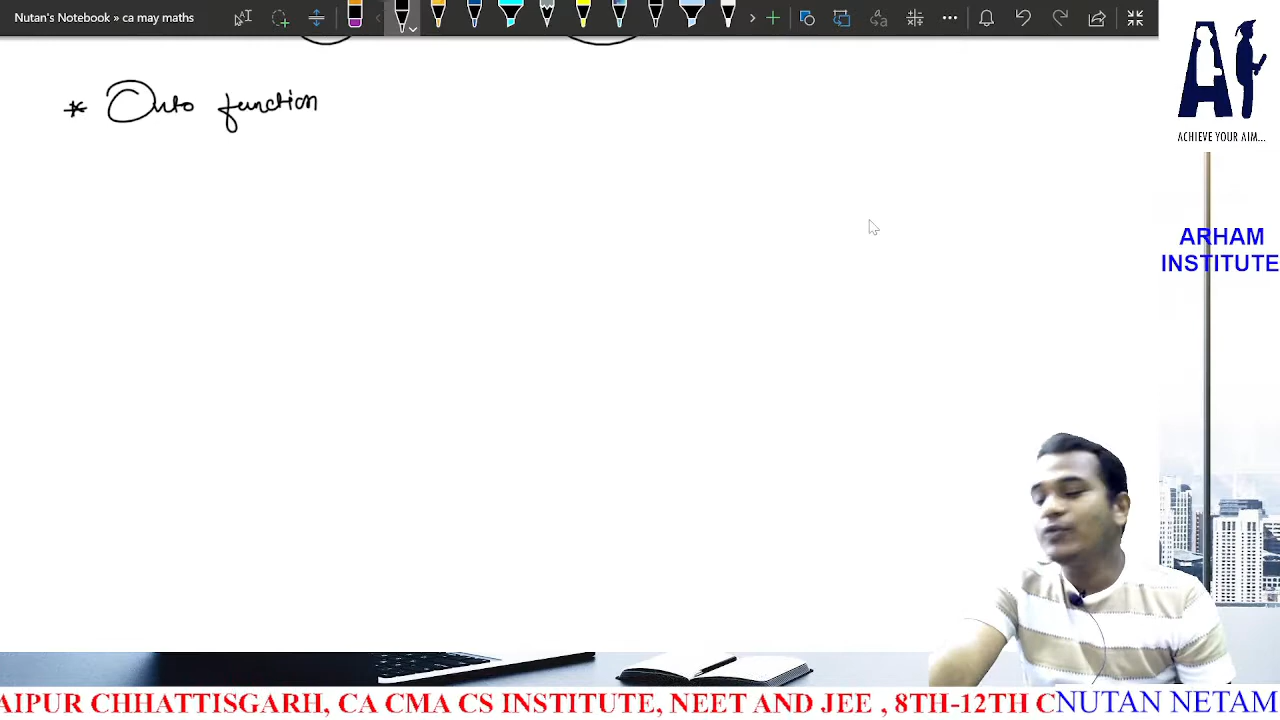 Nutan's Notebook » ca may maths
* Onto function
ACHIEVE YOUR AIM...
ARHAM
INSTITUTE
AIPUR CHHATTISGARH, CA CMA CS INSTITUTE, NEET AND JEE , 8TH-12TH C
NUTAN NETAM